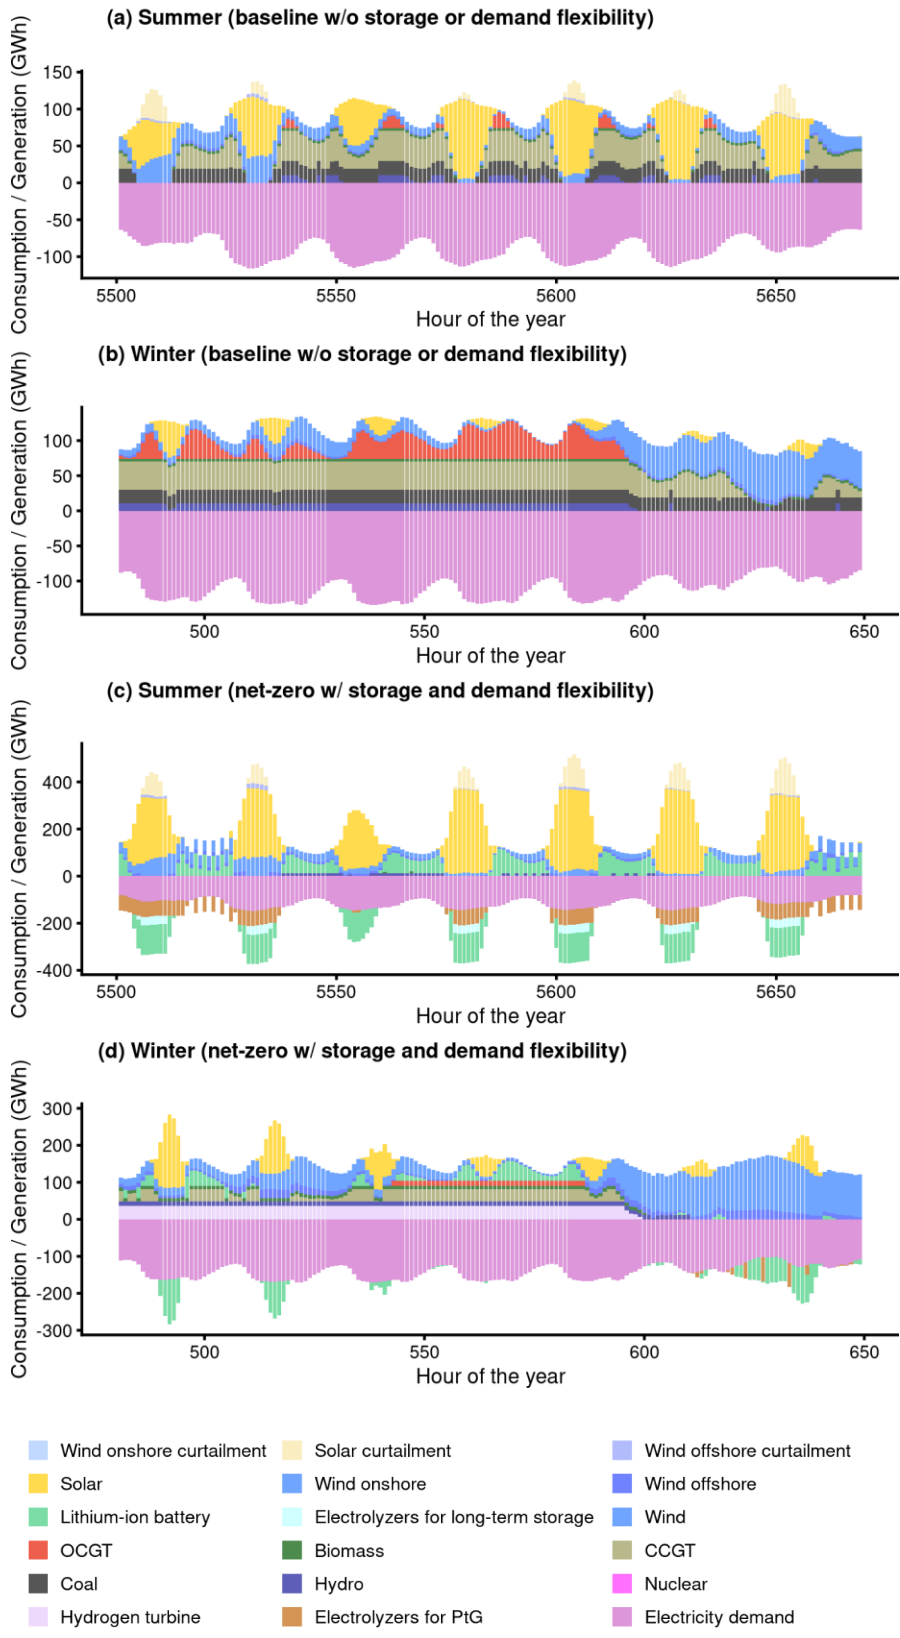 (a) Summer (baseline w/o storage or demand flexibility)
Consumption / Generation (GWh)
150
100
50
0
-50
-100
5500 5550 5600 5650
Hour of the year
(b) Winter (baseline w/o storage or demand flexibility)
Consumption / Generation (GWh)
100
50
0
-50
-100
500 550 600 650
Hour of the year
(c) Summer (net-zero w/ storage and demand flexibility)
Consumption / Generation (GWh)
400
200
0
-200
-400
5500 5550 5600 5650
Hour of the year
(d) Winter (net-zero w/ storage and demand flexibility)
Consumption / Generation (GWh)
300
200
100
0
-100
-200
-300
500 550 600 650
Hour of the year
Wind onshore curtailment Solar curtailment Wind offshore curtailment
Solar Wind onshore Wind offshore
Lithium-ion battery Electrolyzers for long-term storage Wind
OCGT Biomass CCGT
Coal Hydro Nuclear
Hydrogen turbine Electrolyzers for PtG Electricity demand